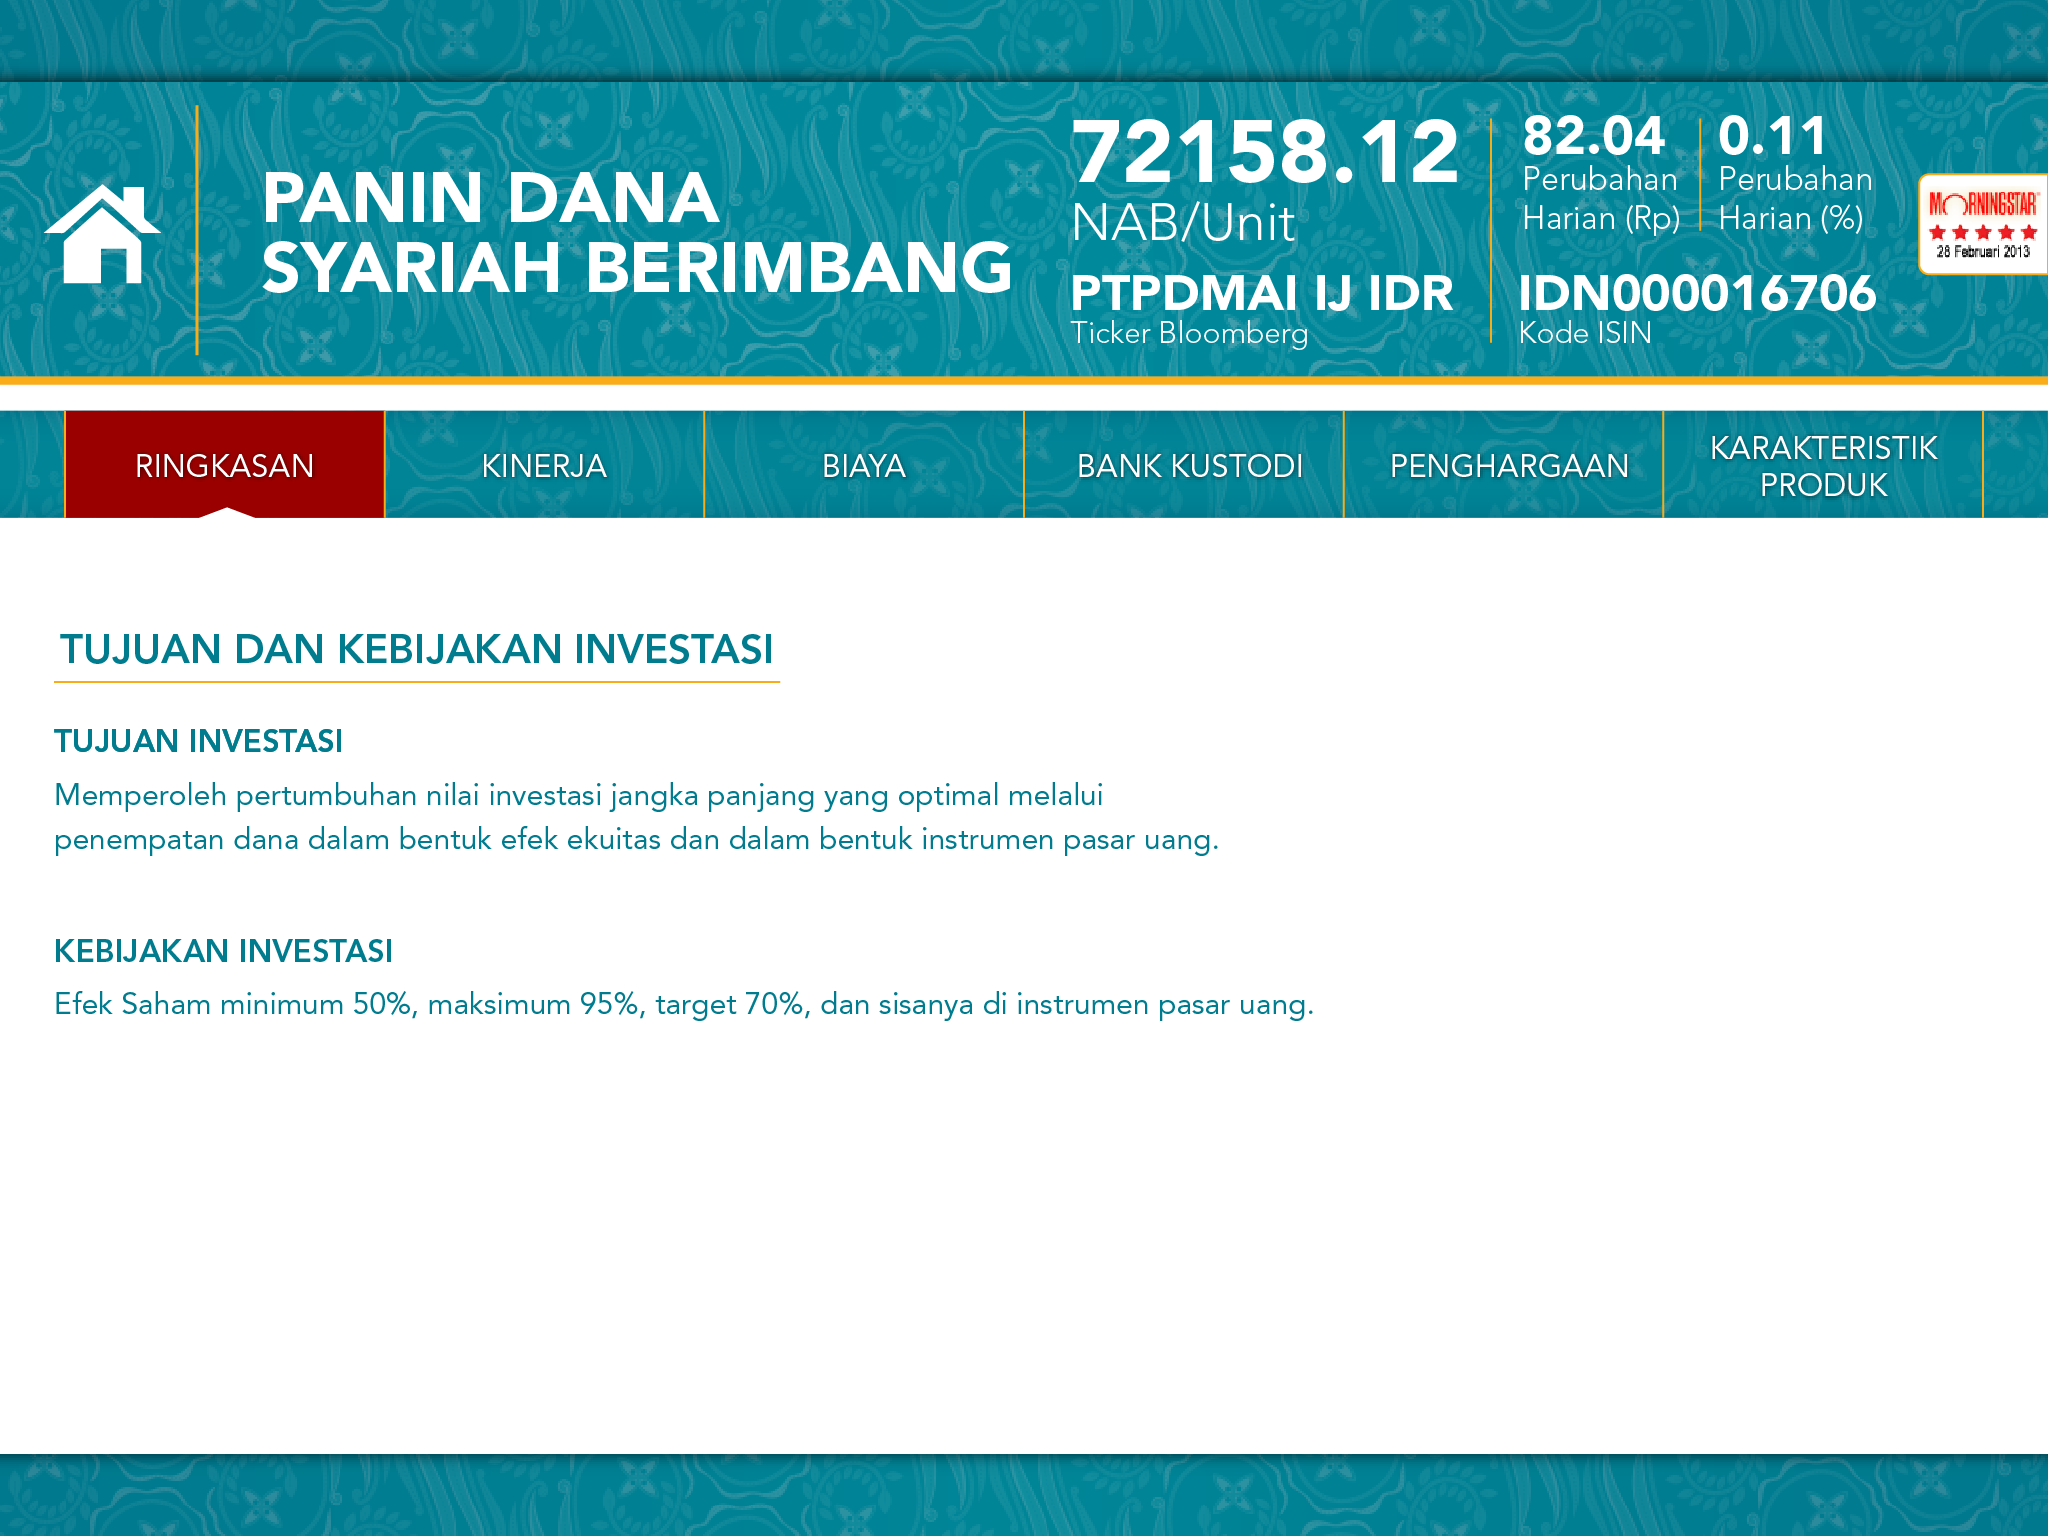 PANIN DANA
SYARIAH BERIMBANG
72158.12
NAB/Unit
82.04
Perubahan
Harian (Rp)
0.11
Perubahan
Harian (%)
PTPDMAI IJ IDR
Ticker Bloomberg
IDN000016706
Kode ISIN
MORNINGSTAR
28 Februari 2013
RINGKASAN
KINERJA
BIAYA
BANK KUSTODI
PENGHARGAAN
KARAKTERISTIK
PRODUK
TUJUAN DAN KEBIJAKAN INVESTASI
TUJUAN INVESTASI
Memperoleh pertumbuhan nilai investasi jangka panjang yang optimal melalui
penempatan dana dalam bentuk efek ekuitas dan dalam bentuk instrumen pasar uang.
KEBIJAKAN INVESTASI
Efek Saham minimum 50%, maksimum 95%, target 70%, dan sisanya di instrumen pasar uang.